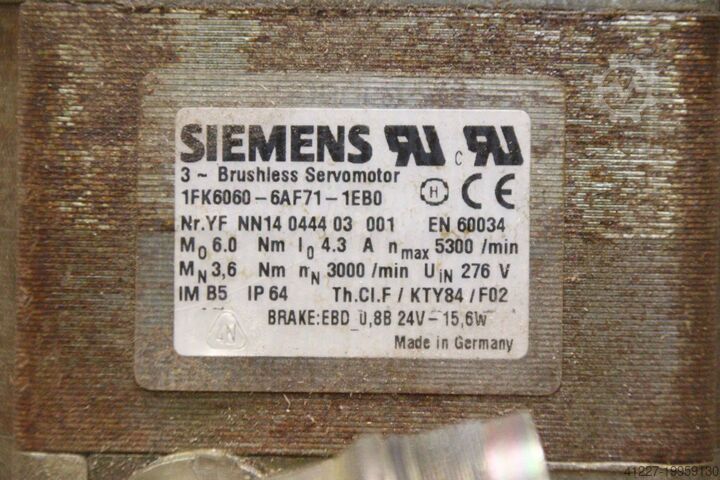 SIEMENS
3 ~ Brushless Servomotor
1FK6060-6AF71-1EB0
Nr.YF NN14 0444 03 001 EN 60034
M0 6.0 Nm I0 4.3 A nmax 5300 /min
MN 3,6 Nm nN 3000 /min UIN 276 V
IM B5 IP 64 Th.Cl.F / KTY84 / F02
BRAKE:EBD 0,8B 24V-15,6W
Made in Germany
41227-19959130